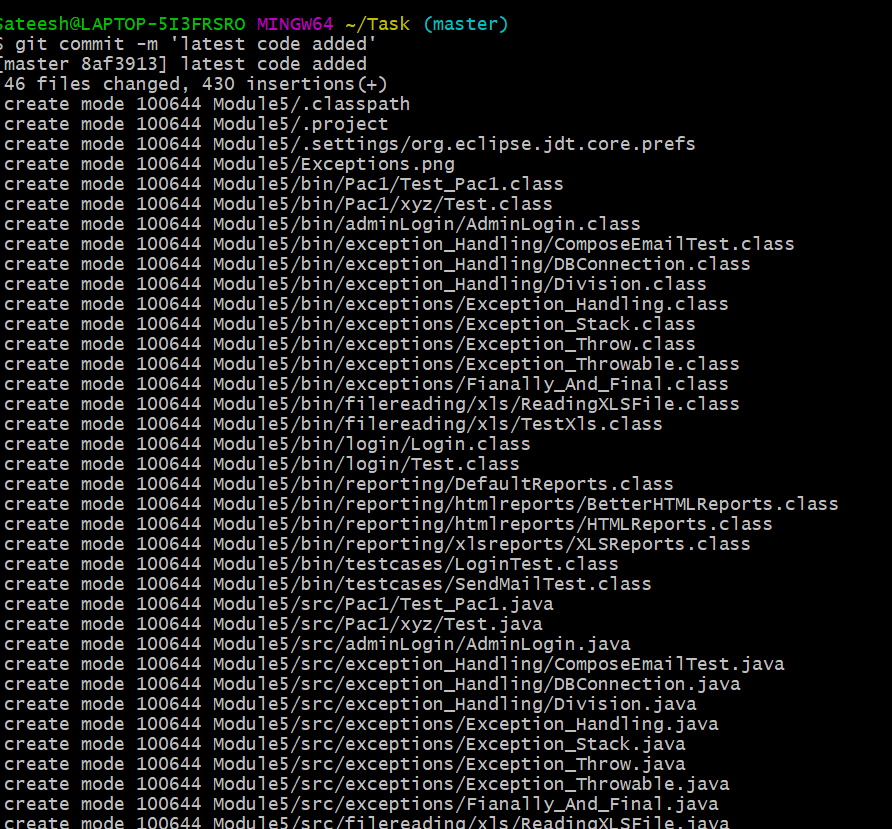 Sateesh@LAPTOP-5I3FRSRO MINGW64 ~/Task (master)
$ git commit -m 'latest code added'
[master 8af3913] latest code added
46 files changed, 430 insertions(+)
create mode 100644 Module5/.classpath
create mode 100644 Module5/.project
create mode 100644 Module5/.settings/org.eclipse.jdt.core.prefs
create mode 100644 Module5/Exceptions.png
create mode 100644 Module5/bin/Pac1/Test_Pac1.class
create mode 100644 Module5/bin/Pac1/xyz/Test.class
create mode 100644 Module5/bin/adminLogin/AdminLogin.class
create mode 100644 Module5/bin/exception_Handling/ComposeEmailTest.class
create mode 100644 Module5/bin/exception_Handling/DBConnection.class
create mode 100644 Module5/bin/exception_Handling/Division.class
create mode 100644 Module5/bin/exceptions/Exception_Handling.class
create mode 100644 Module5/bin/exceptions/Exception_Stack.class
create mode 100644 Module5/bin/exceptions/Exception_Throw.class
create mode 100644 Module5/bin/exceptions/Exception_Throwable.class
create mode 100644 Module5/bin/exceptions/Fianally_And_Final.class
create mode 100644 Module5/bin/filereading/xls/ReadingXLSFile.class
create mode 100644 Module5/bin/filereading/xls/TestXls.class
create mode 100644 Module5/bin/login/Login.class
create mode 100644 Module5/bin/login/Test.class
create mode 100644 Module5/bin/reporting/DefaultReports.class
create mode 100644 Module5/bin/reporting/htmlreports/BetterHTMLReports.class
create mode 100644 Module5/bin/reporting/htmlreports/HTMLReports.class
create mode 100644 Module5/bin/reporting/xlsreports/XLSReports.class
create mode 100644 Module5/bin/testcases/LoginTest.class
create mode 100644 Module5/bin/testcases/SendMailTest.class
create mode 100644 Module5/src/Pac1/Test_Pac1.java
create mode 100644 Module5/src/Pac1/xyz/Test.java
create mode 100644 Module5/src/adminLogin/AdminLogin.java
create mode 100644 Module5/src/exception_Handling/ComposeEmailTest.java
create mode 100644 Module5/src/exception_Handling/DBConnection.java
create mode 100644 Module5/src/exception_Handling/Division.java
create mode 100644 Module5/src/exceptions/Exception_Handling.java
create mode 100644 Module5/src/exceptions/Exception_Stack.java
create mode 100644 Module5/src/exceptions/Exception_Throw.java
create mode 100644 Module5/src/exceptions/Exception_Throwable.java
create mode 100644 Module5/src/exceptions/Fianally_And_Final.java
create mode 100644 Module5/src/filereading/xls/ReadingXLSFile.java